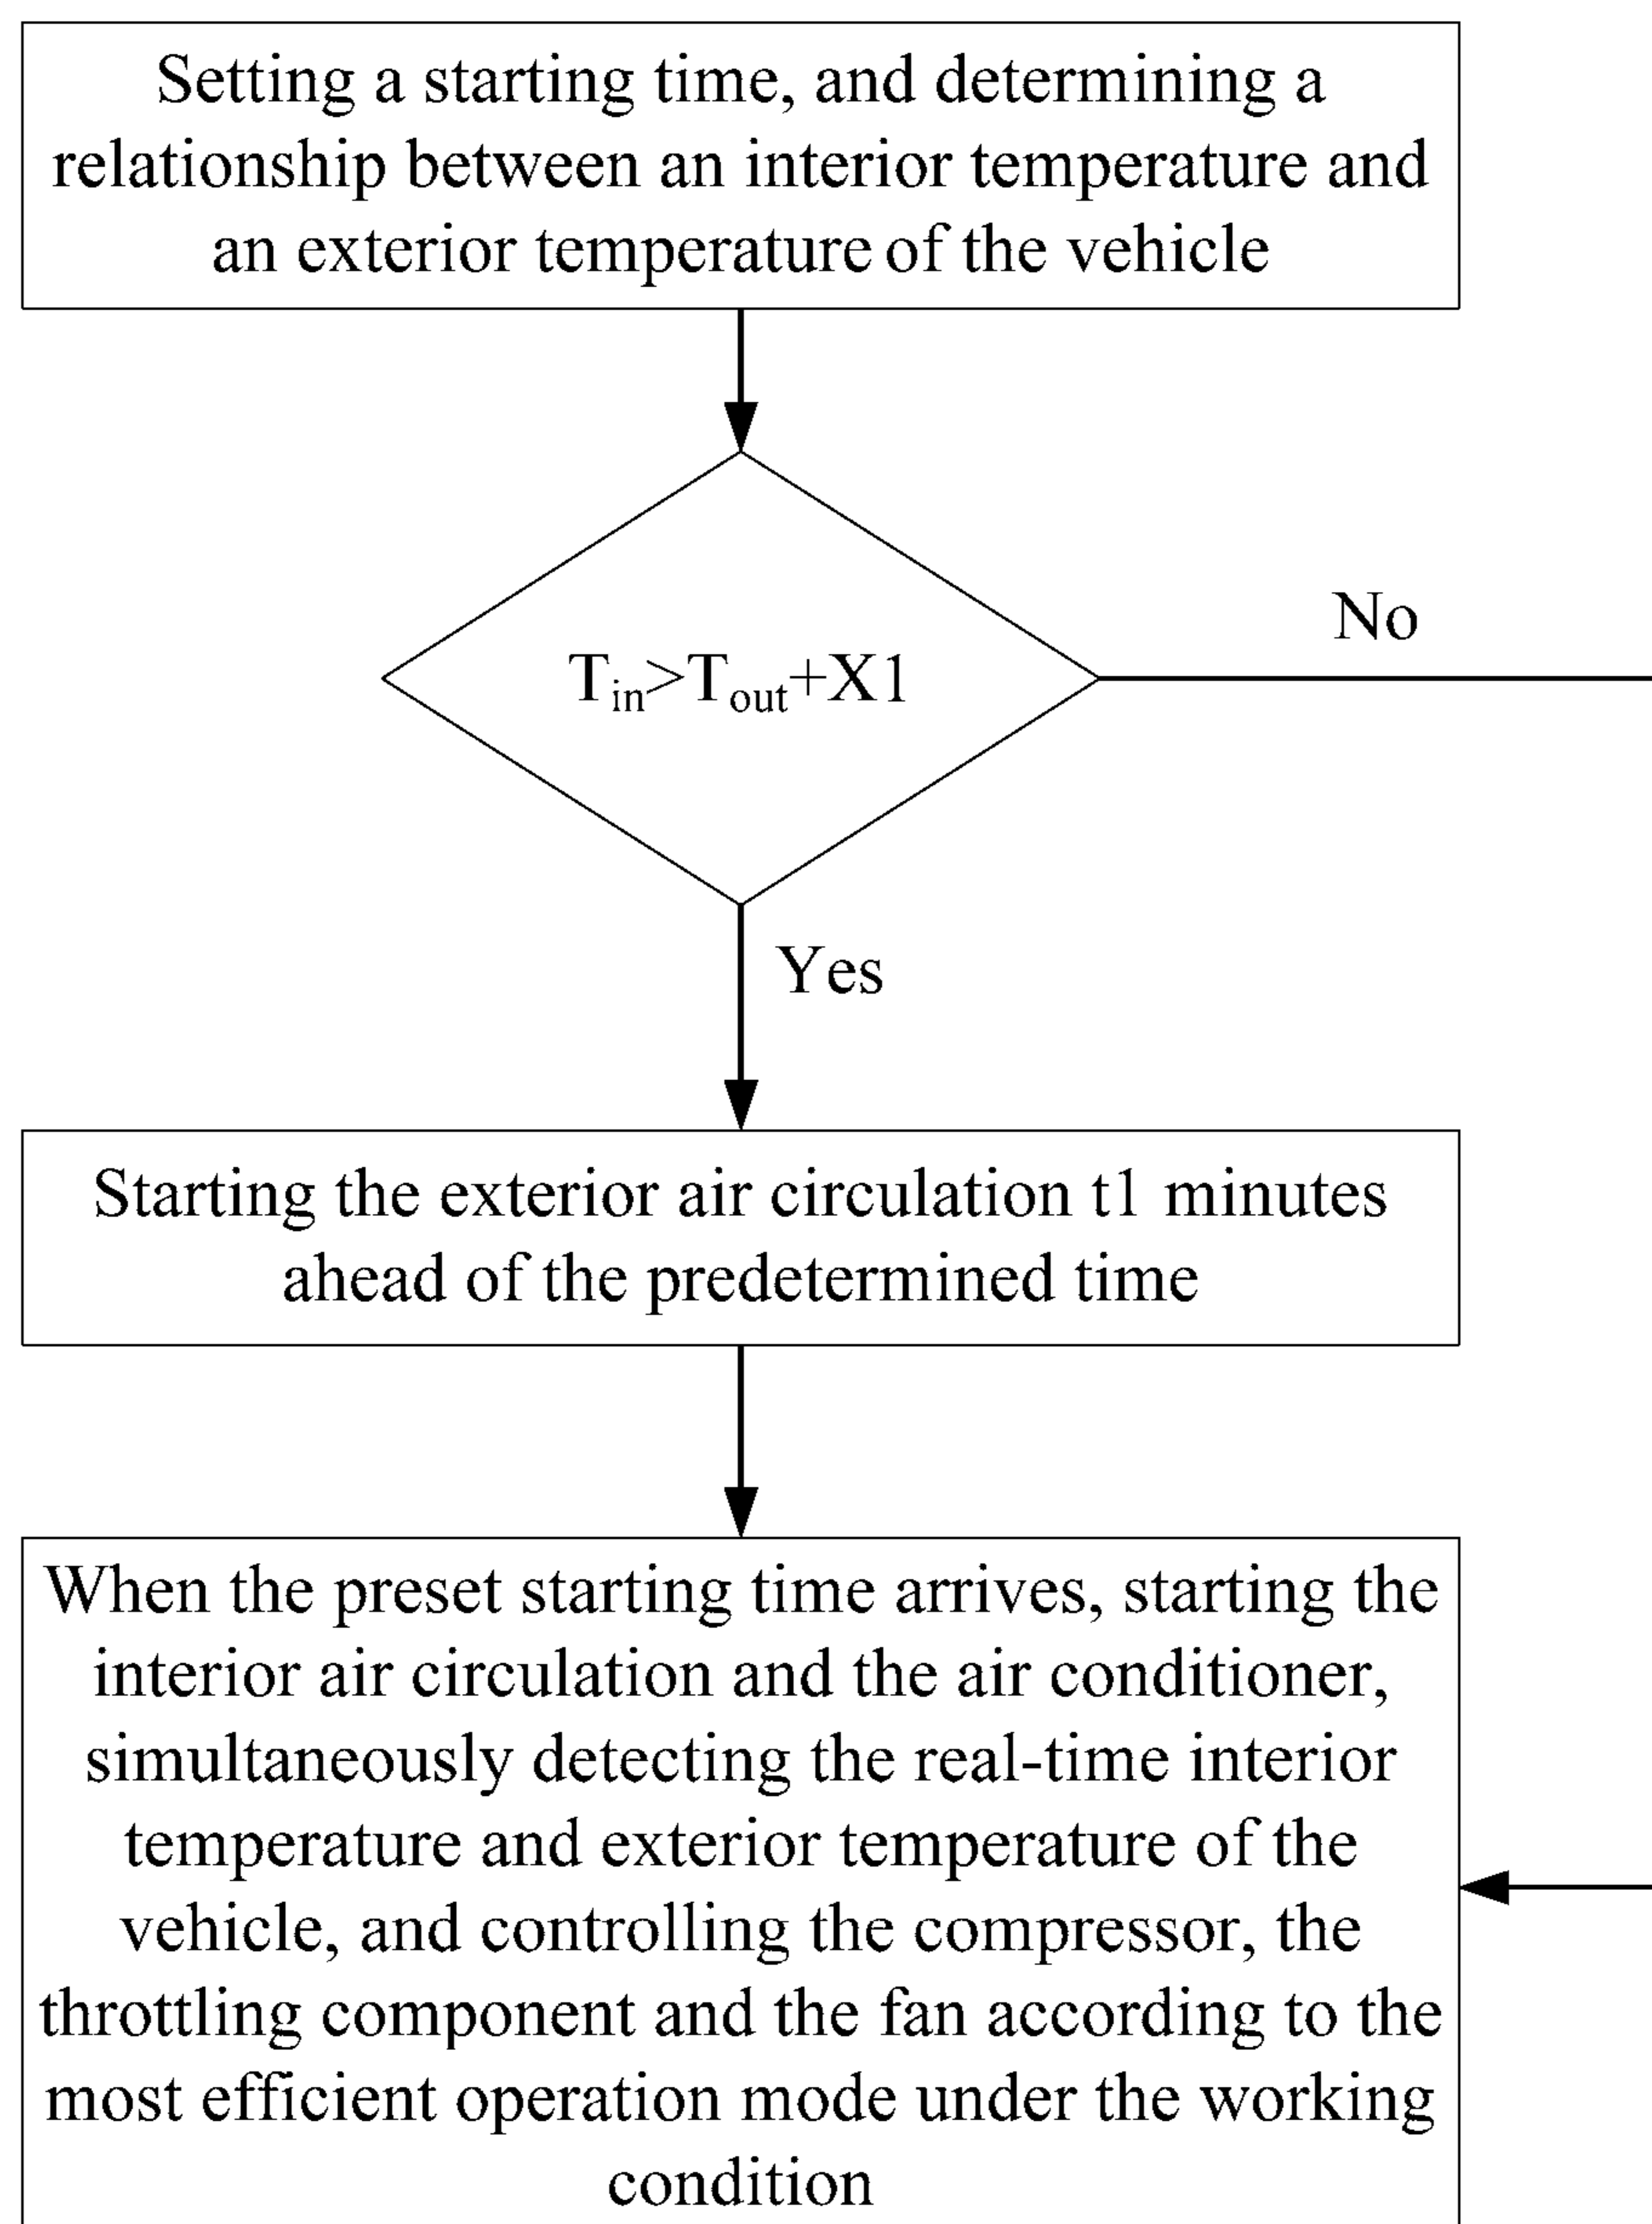 Setting a starting time, and determining a
relationship between an interior temperature and
an exterior temperature of the vehicle
No
T_in>T_out+X1
Yes
Starting the exterior air circulation t1 minutes
ahead of the predetermined time
When the preset starting time arrives, starting the
interior air circulation and the air conditioner,
simultaneously detecting the real-time interior
temperature and exterior temperature of the
vehicle, and controlling the compressor, the
throttling component and the fan according to the
most efficient operation mode under the working
condition